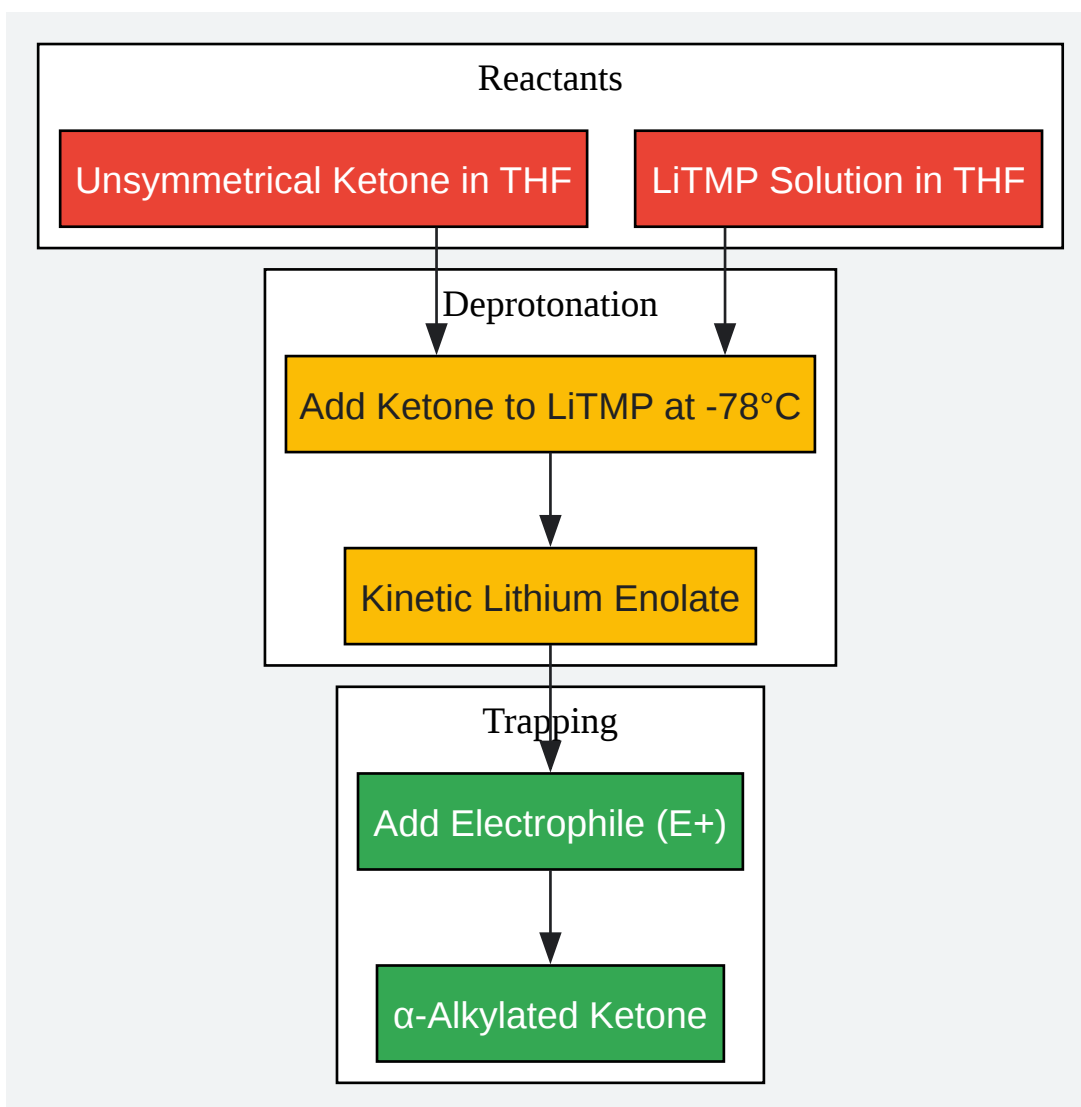 Reactants
Unsymmetrical Ketone in THF
LiTMP Solution in THF
Deprotonation
Add Ketone to LiTMP at -78°C
Kinetic Lithium Enolate
Trapping
Add Electrophile (E+)
α-Alkylated Ketone